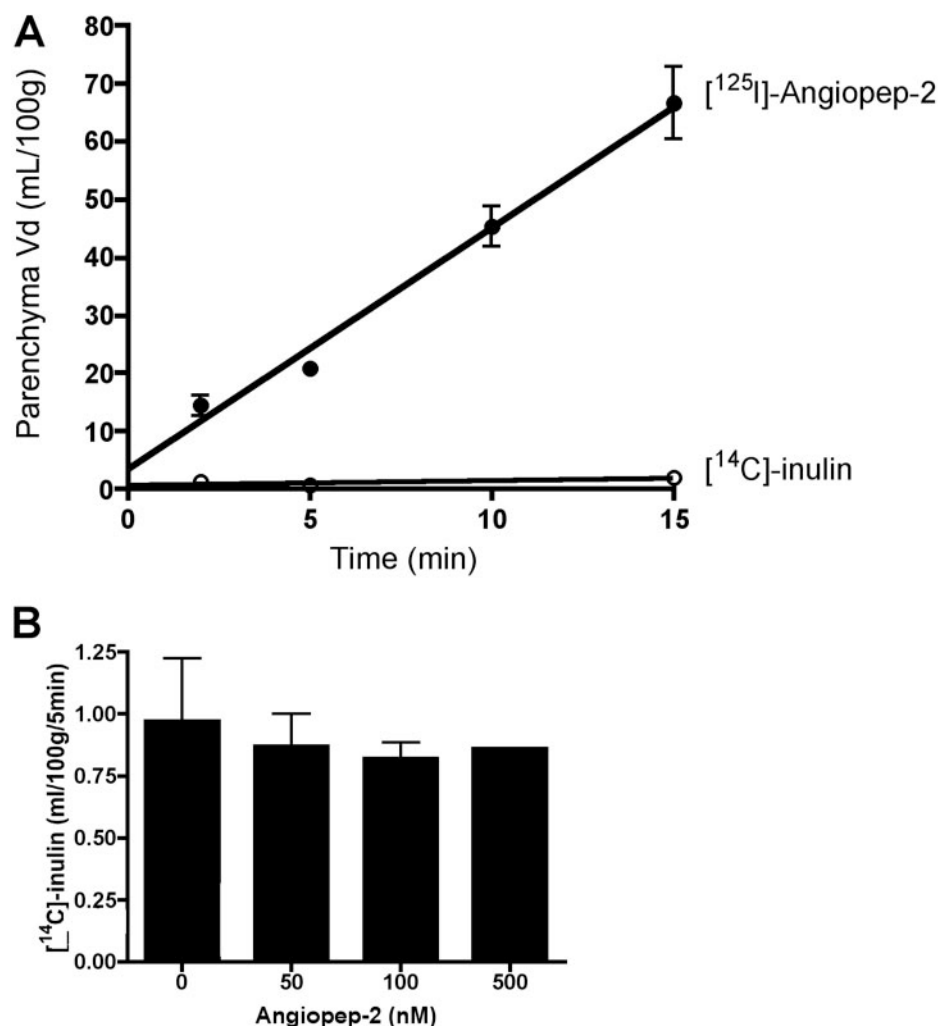 A
80
70
60
50
40
30
20
10
0
Parenchyma Vd (mL/100g)
[¹²⁵I]-Angiopep-2
[¹⁴C]-inulin
0 5 10 15
Time (min)
B
1.25
1.00
0.75
0.50
0.25
0.00
[_¹⁴C]-inulin (ml/100g/5min)
0 50 100 500
Angiopep-2 (nM)